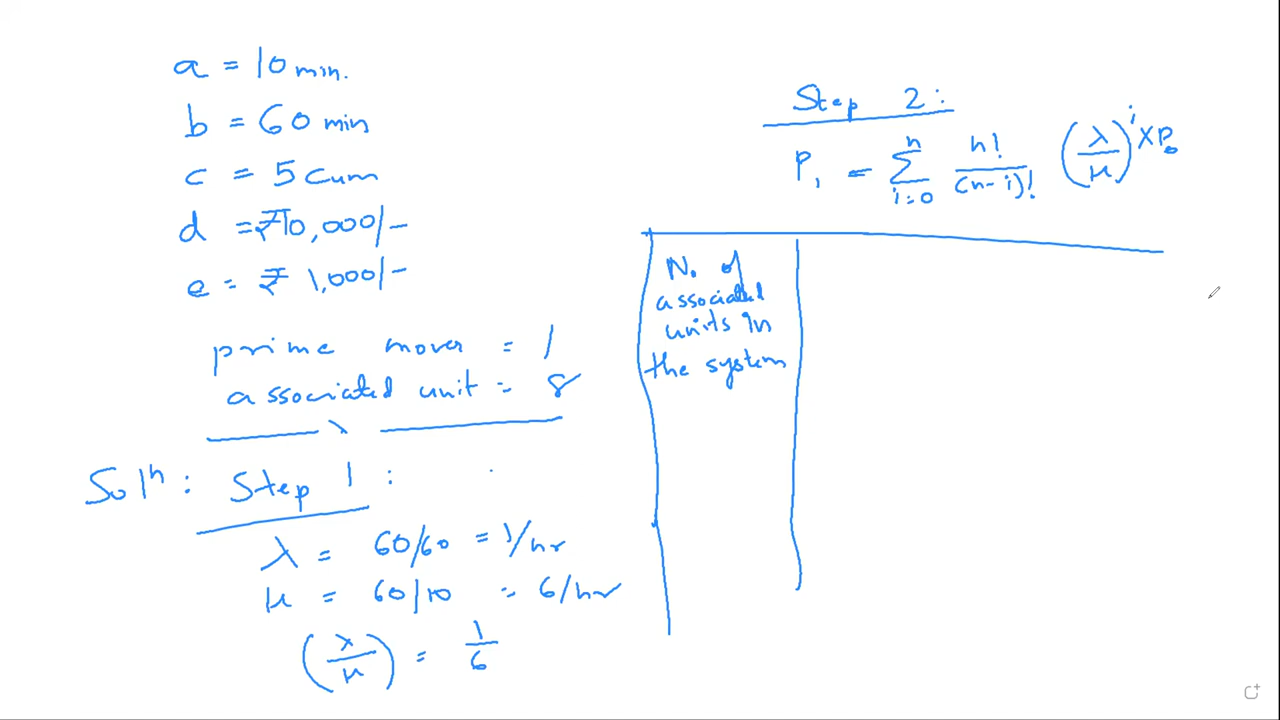 a = 10 min.
b = 60 min
c = 5 Cum
d = ₹10,000/-
e = ₹ 1,000/-
prime mover = 1
associated unit = 8
Solⁿ : Step 1 :
λ = 60/60 = 1/hr
μ = 60/10 = 6/hr
(λ/μ) = 1/6
Step 2 :
P₁ = Σ_{i=0}^{n} n!/(n-i)! (λ/μ)^i × P₀
N. of
associated
units in
the system